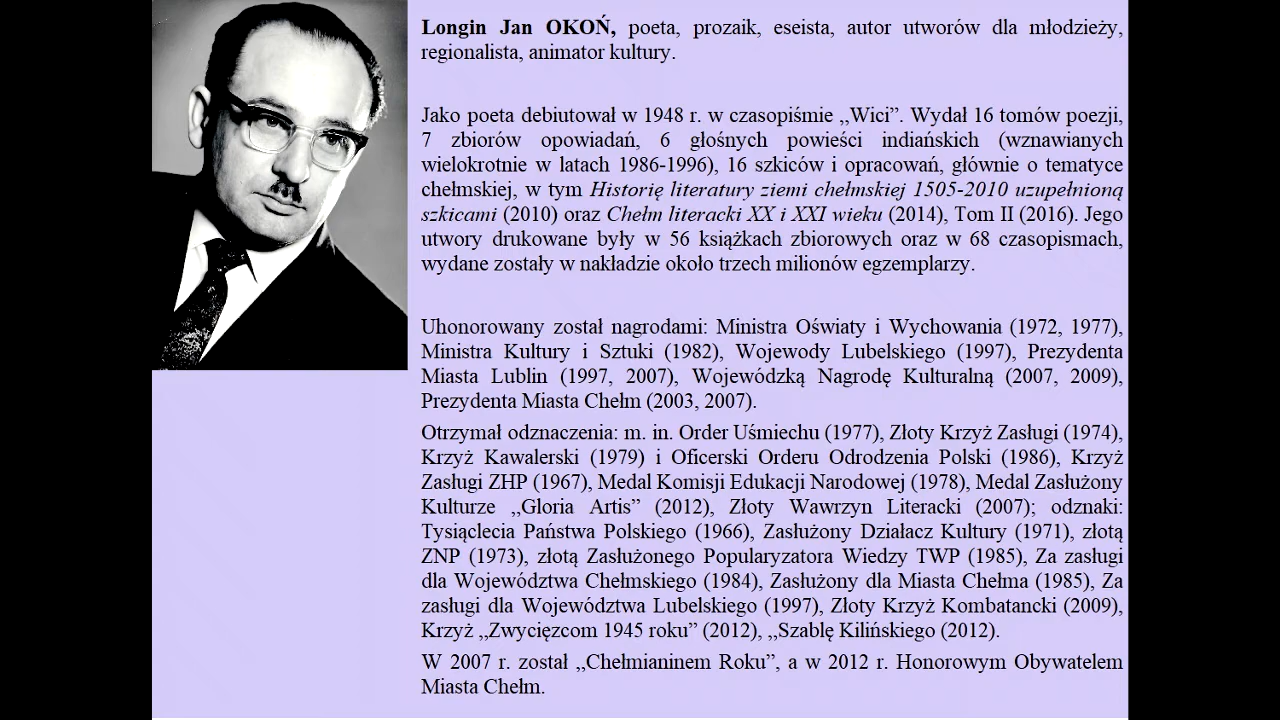 Longin Jan OKOŃ, poeta, prozaik, eseista, autor utworów dla młodzieży,
regionalista, animator kultury.
Jako poeta debiutował w 1948 r. w czasopiśmie ,,Wici”. Wydał 16 tomów poezji,
7 zbiorów opowiadań, 6 głośnych powieści indiańskich (wznawianych
wielokrotnie w latach 1986-1996), 16 szkiców i opracowań, głównie o tematyce
chełmskiej, w tym Historię literatury ziemi chełmskiej 1505-2010 uzupełnioną
szkicami (2010) oraz Chełm literacki XX i XXI wieku (2014), Tom II (2016). Jego
utwory drukowane były w 56 książkach zbiorowych oraz w 68 czasopismach,
wydane zostały w nakładzie około trzech milionów egzemplarzy.
Uhonorowany został nagrodami: Ministra Oświaty i Wychowania (1972, 1977),
Ministra Kultury i Sztuki (1982), Wojewody Lubelskiego (1997), Prezydenta
Miasta Lublin (1997, 2007), Wojewódzką Nagrodę Kulturalną (2007, 2009),
Prezydenta Miasta Chełm (2003, 2007).
Otrzymał odznaczenia: m. in. Order Uśmiechu (1977), Złoty Krzyż Zasługi (1974),
Krzyż Kawalerski (1979) i Oficerski Orderu Odrodzenia Polski (1986), Krzyż
Zasługi ZHP (1967), Medal Komisji Edukacji Narodowej (1978), Medal Zasłużony
Kulturze ,,Gloria Artis” (2012), Złoty Wawrzyn Literacki (2007); odznaki:
Tysiąclecia Państwa Polskiego (1966), Zasłużony Działacz Kultury (1971), złotą
ZNP (1973), złotą Zasłużonego Popularyzatora Wiedzy TWP (1985), Za zasługi
dla Województwa Chełmskiego (1984), Zasłużony dla Miasta Chełma (1985), Za
zasługi dla Województwa Lubelskiego (1997), Złoty Krzyż Kombatancki (2009),
Krzyż ,,Zwycięzcom 1945 roku” (2012), ,,Szablę Kilińskiego (2012).
W 2007 r. został ,,Chełmianinem Roku”, a w 2012 r. Honorowym Obywatelem
Miasta Chełm.